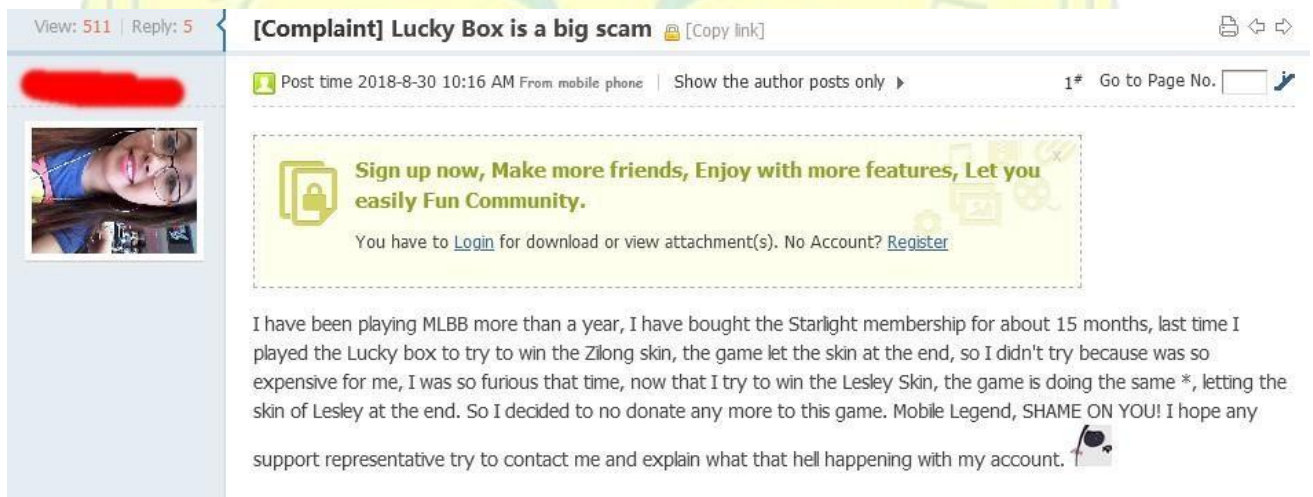 View: 511 | Reply: 5
[Complaint] Lucky Box is a big scam [Copy link]
Post time 2018-8-30 10:16 AM From mobile phone | Show the author posts only
1# Go to Page No.
Sign up now, Make more friends, Enjoy with more features, Let you
easily Fun Community.
You have to Login for download or view attachment(s). No Account? Register
I have been playing MLBB more than a year, I have bought the Starlight membership for about 15 months, last time I
played the Lucky box to try to win the Zilong skin, the game let the skin at the end, so I didn't try because was so
expensive for me, I was so furious that time, now that I try to win the Lesley Skin, the game is doing the same *, letting the
skin of Lesley at the end. So I decided to no donate any more to this game. Mobile Legend, SHAME ON YOU! I hope any
support representative try to contact me and explain what that hell happening with my account.